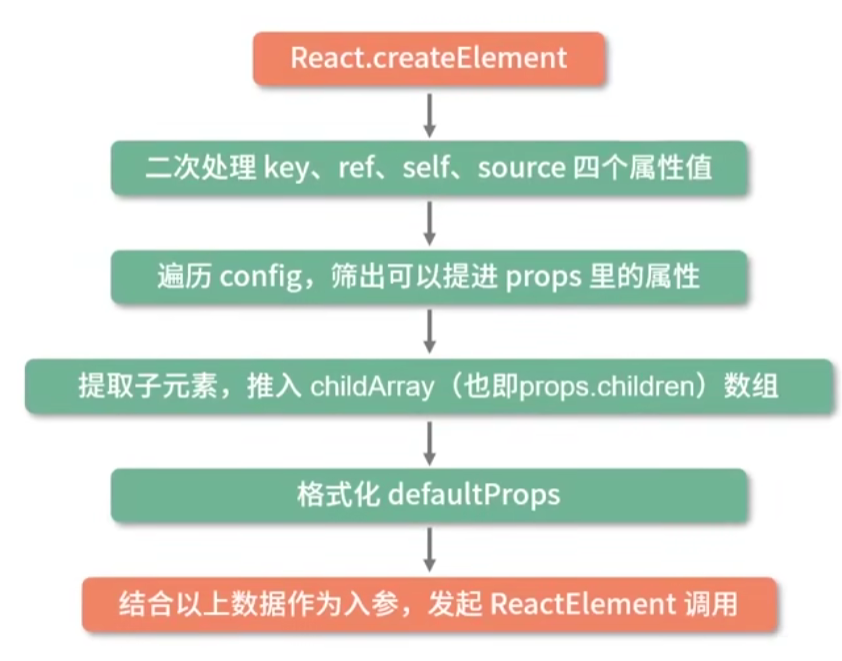 React.createElement
二次处理 key、ref、self、source 四个属性值
遍历 config，筛出可以提进 props 里的属性
提取子元素，推入 childArray（也即props.children）数组
格式化 defaultProps
结合以上数据作为入参，发起 ReactElement 调用